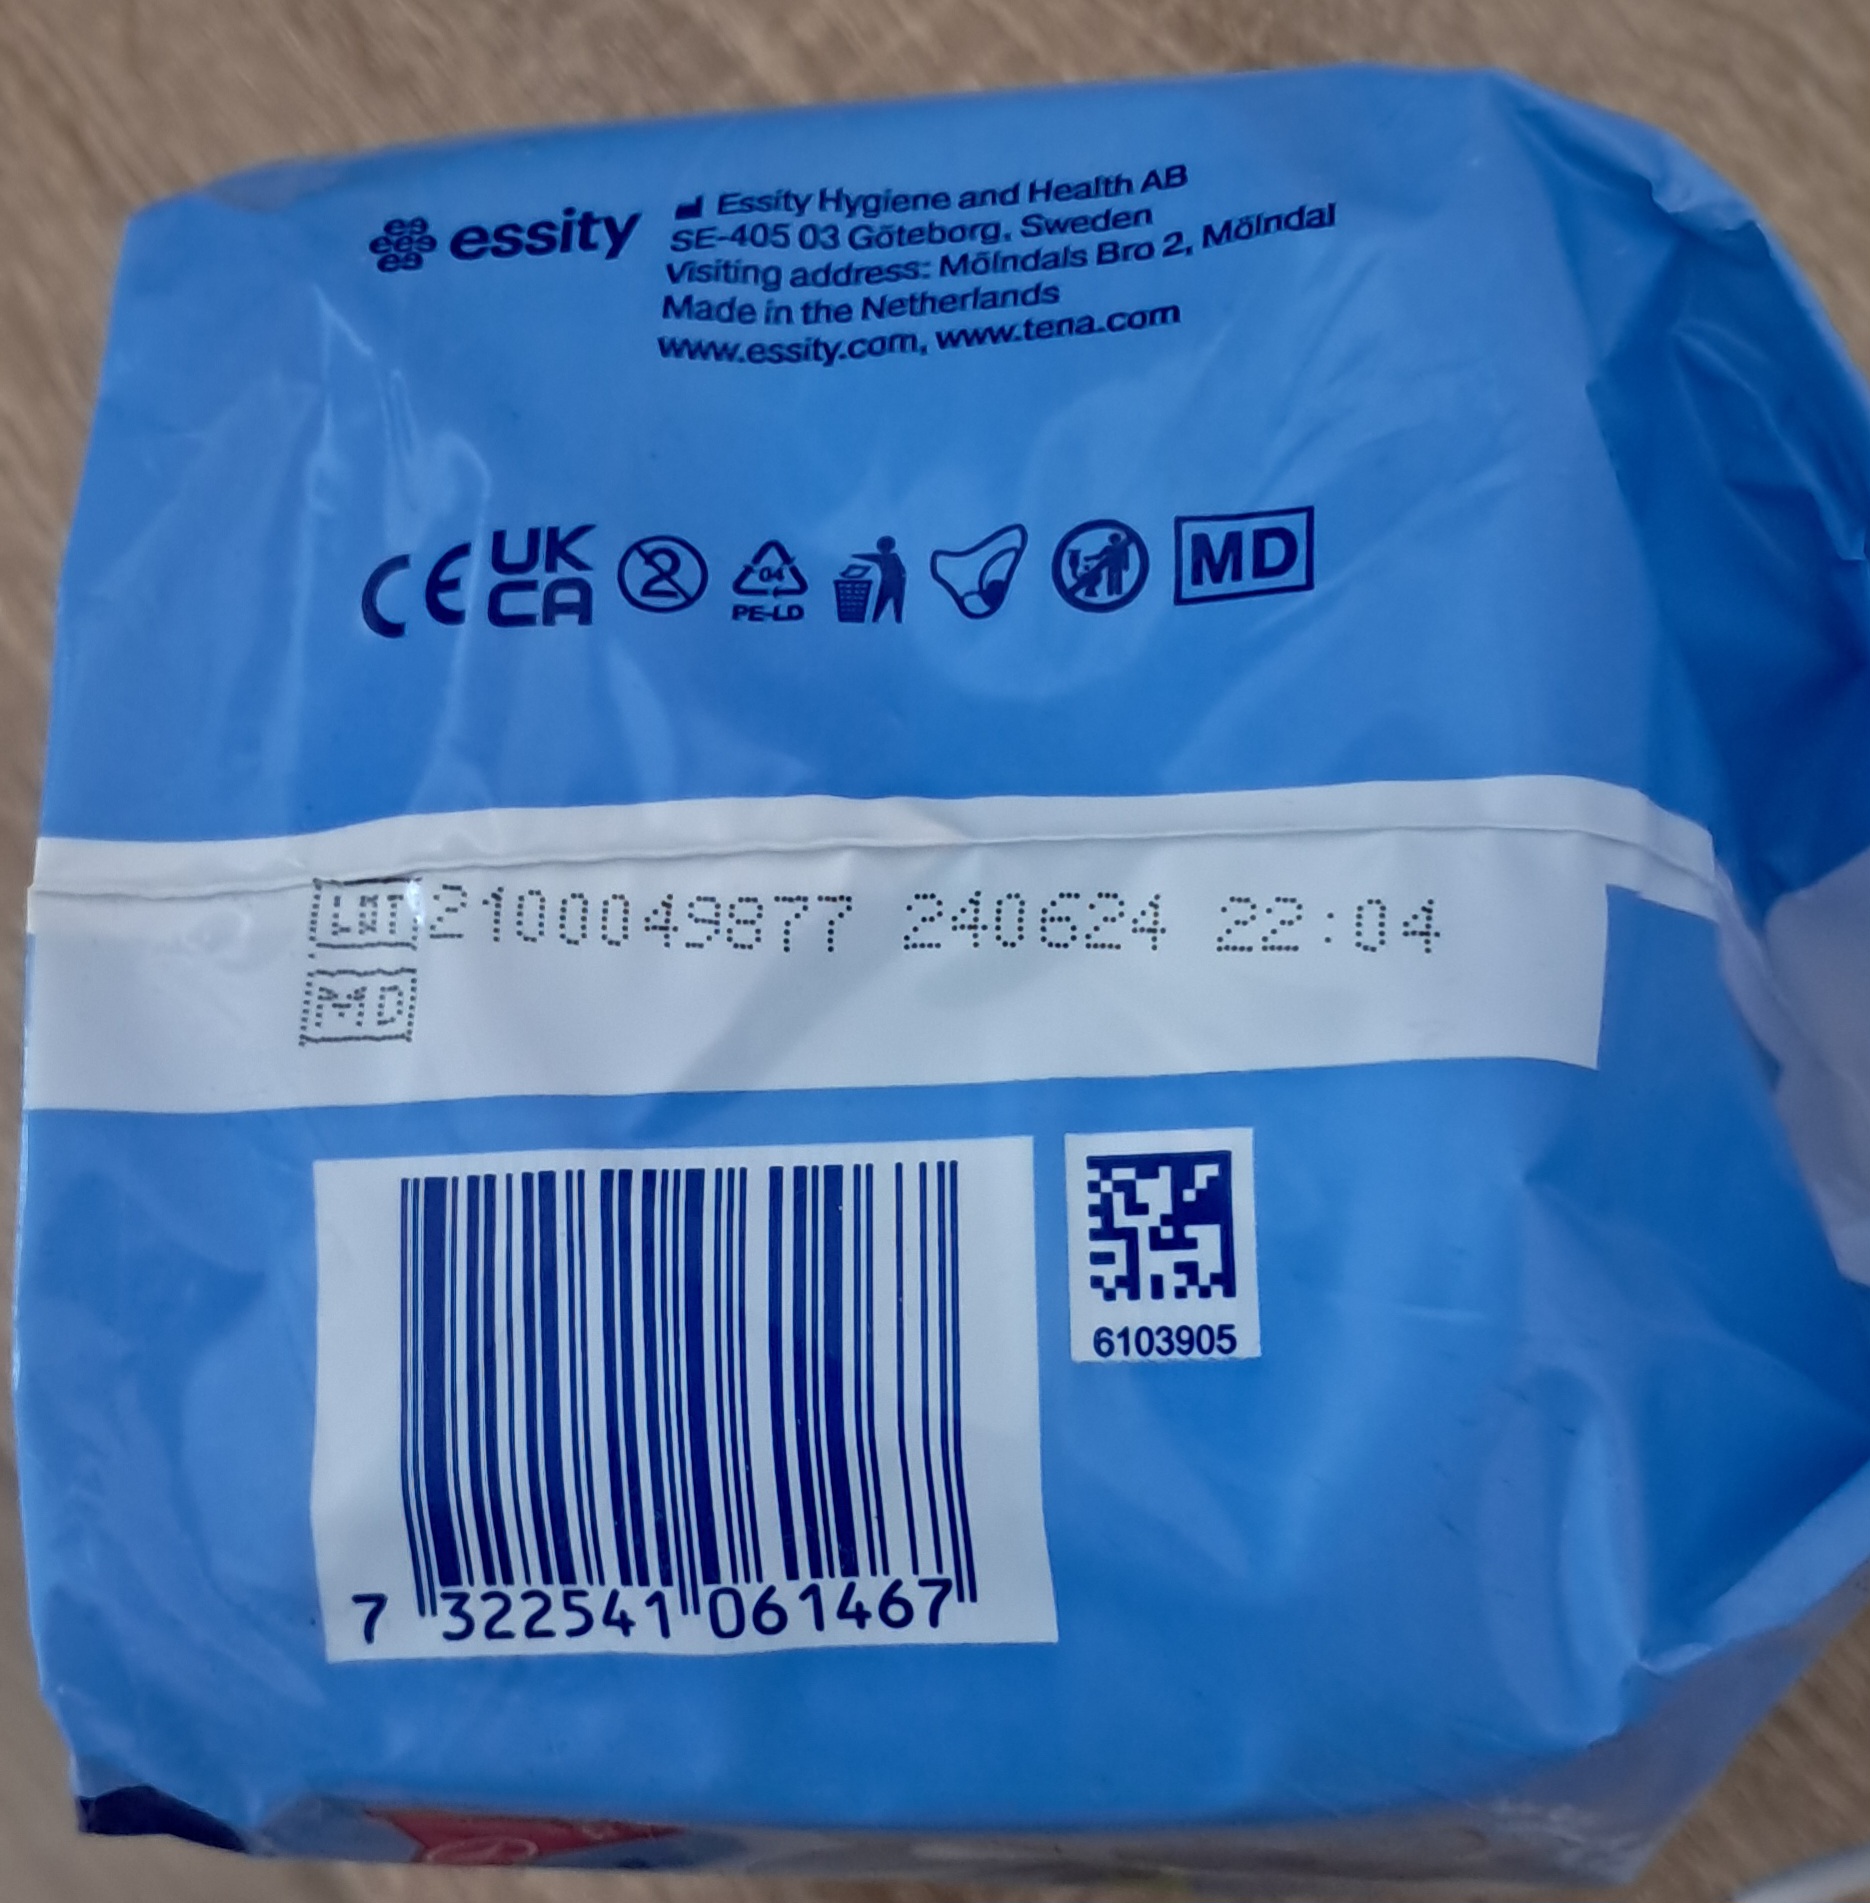 essity
Essity Hygiene and Health AB
SE-405 03 Göteborg, Sweden
Visiting address: Mölndals Bro 2, Mölndal
Made in the Netherlands
www.essity.com, www.tena.com
CE UK CA 2 04 PE-LD MD
LOT 2100049877 240624 22:04
MD
6103905
7 322541 061467